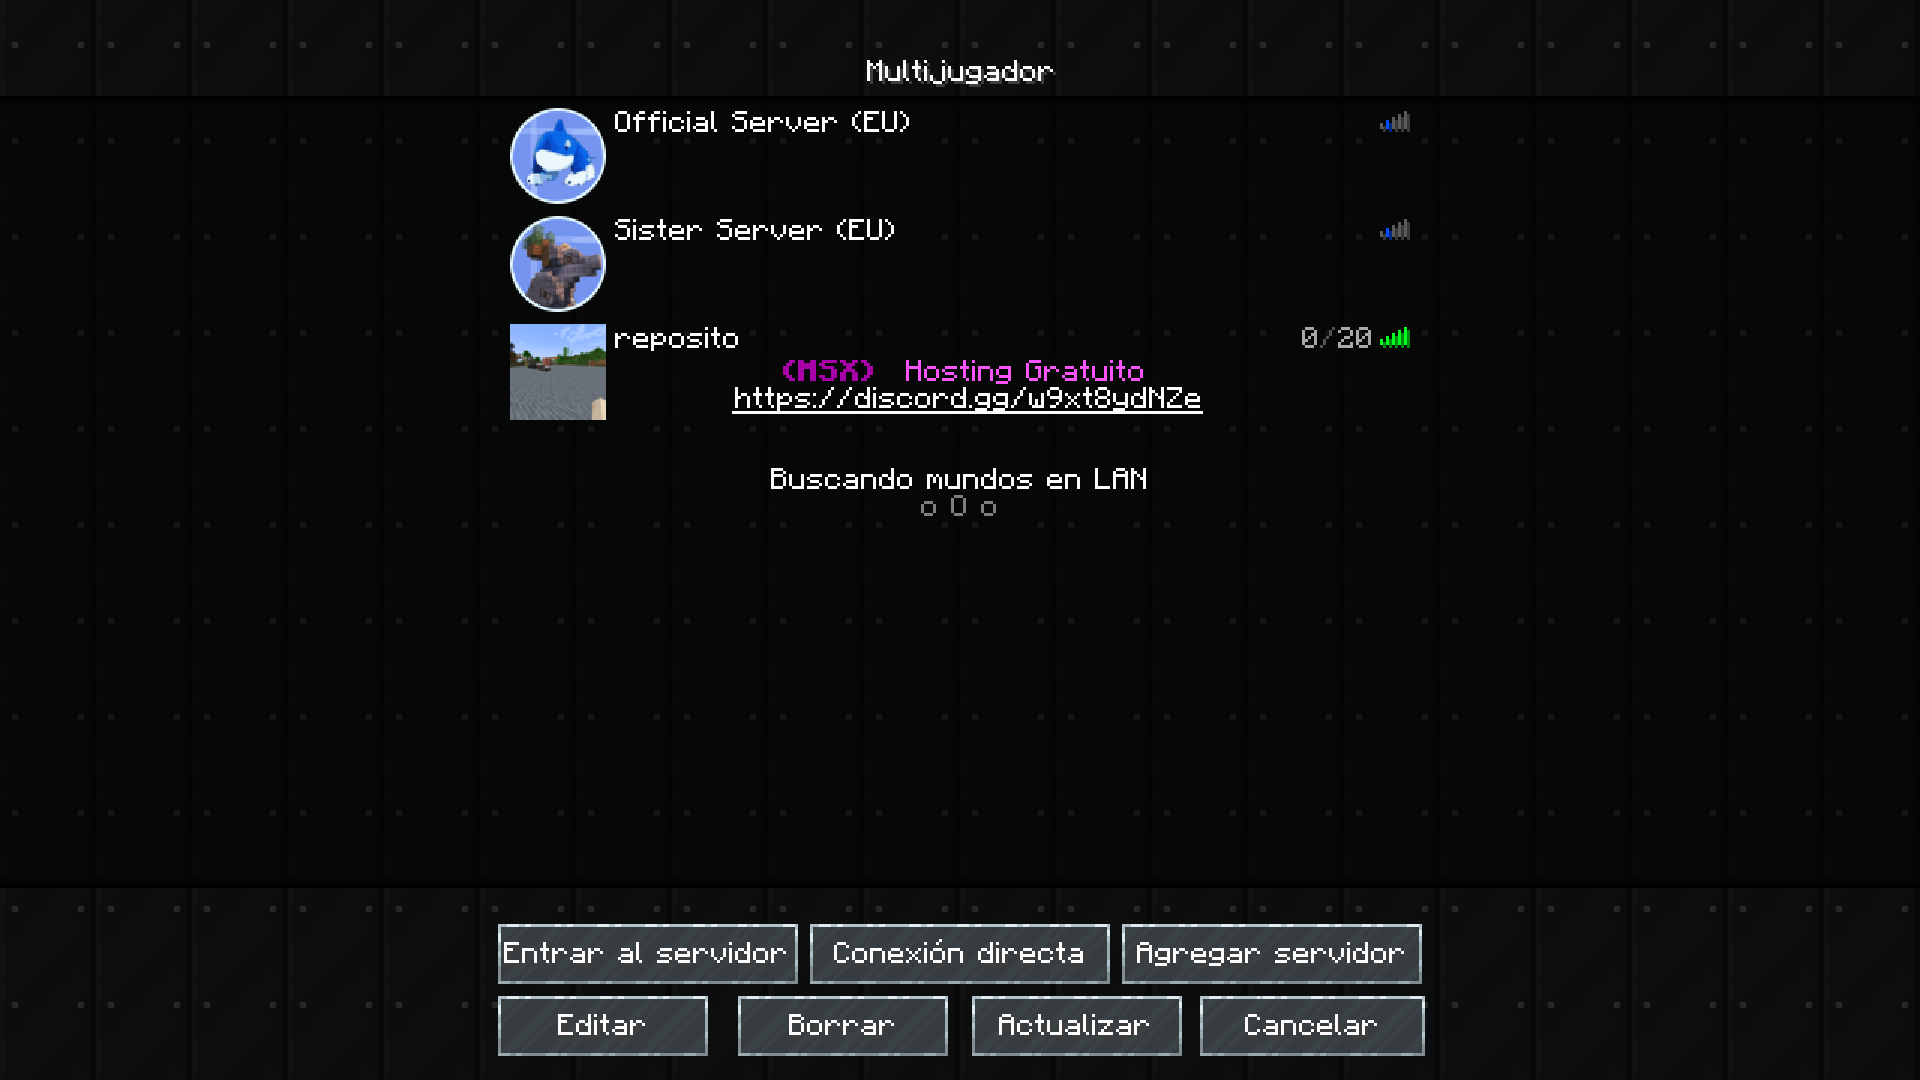 Multijugador
Official Server (EU)
Sister Server (EU)
reposito 0/20
(MSX) Hosting Gratuito
https://discord.gg/w9xt8ydNZe
Buscando mundos en LAN
o O o
Entrar al servidor Conexión directa Agregar servidor
Editar Borrar Actualizar Cancelar